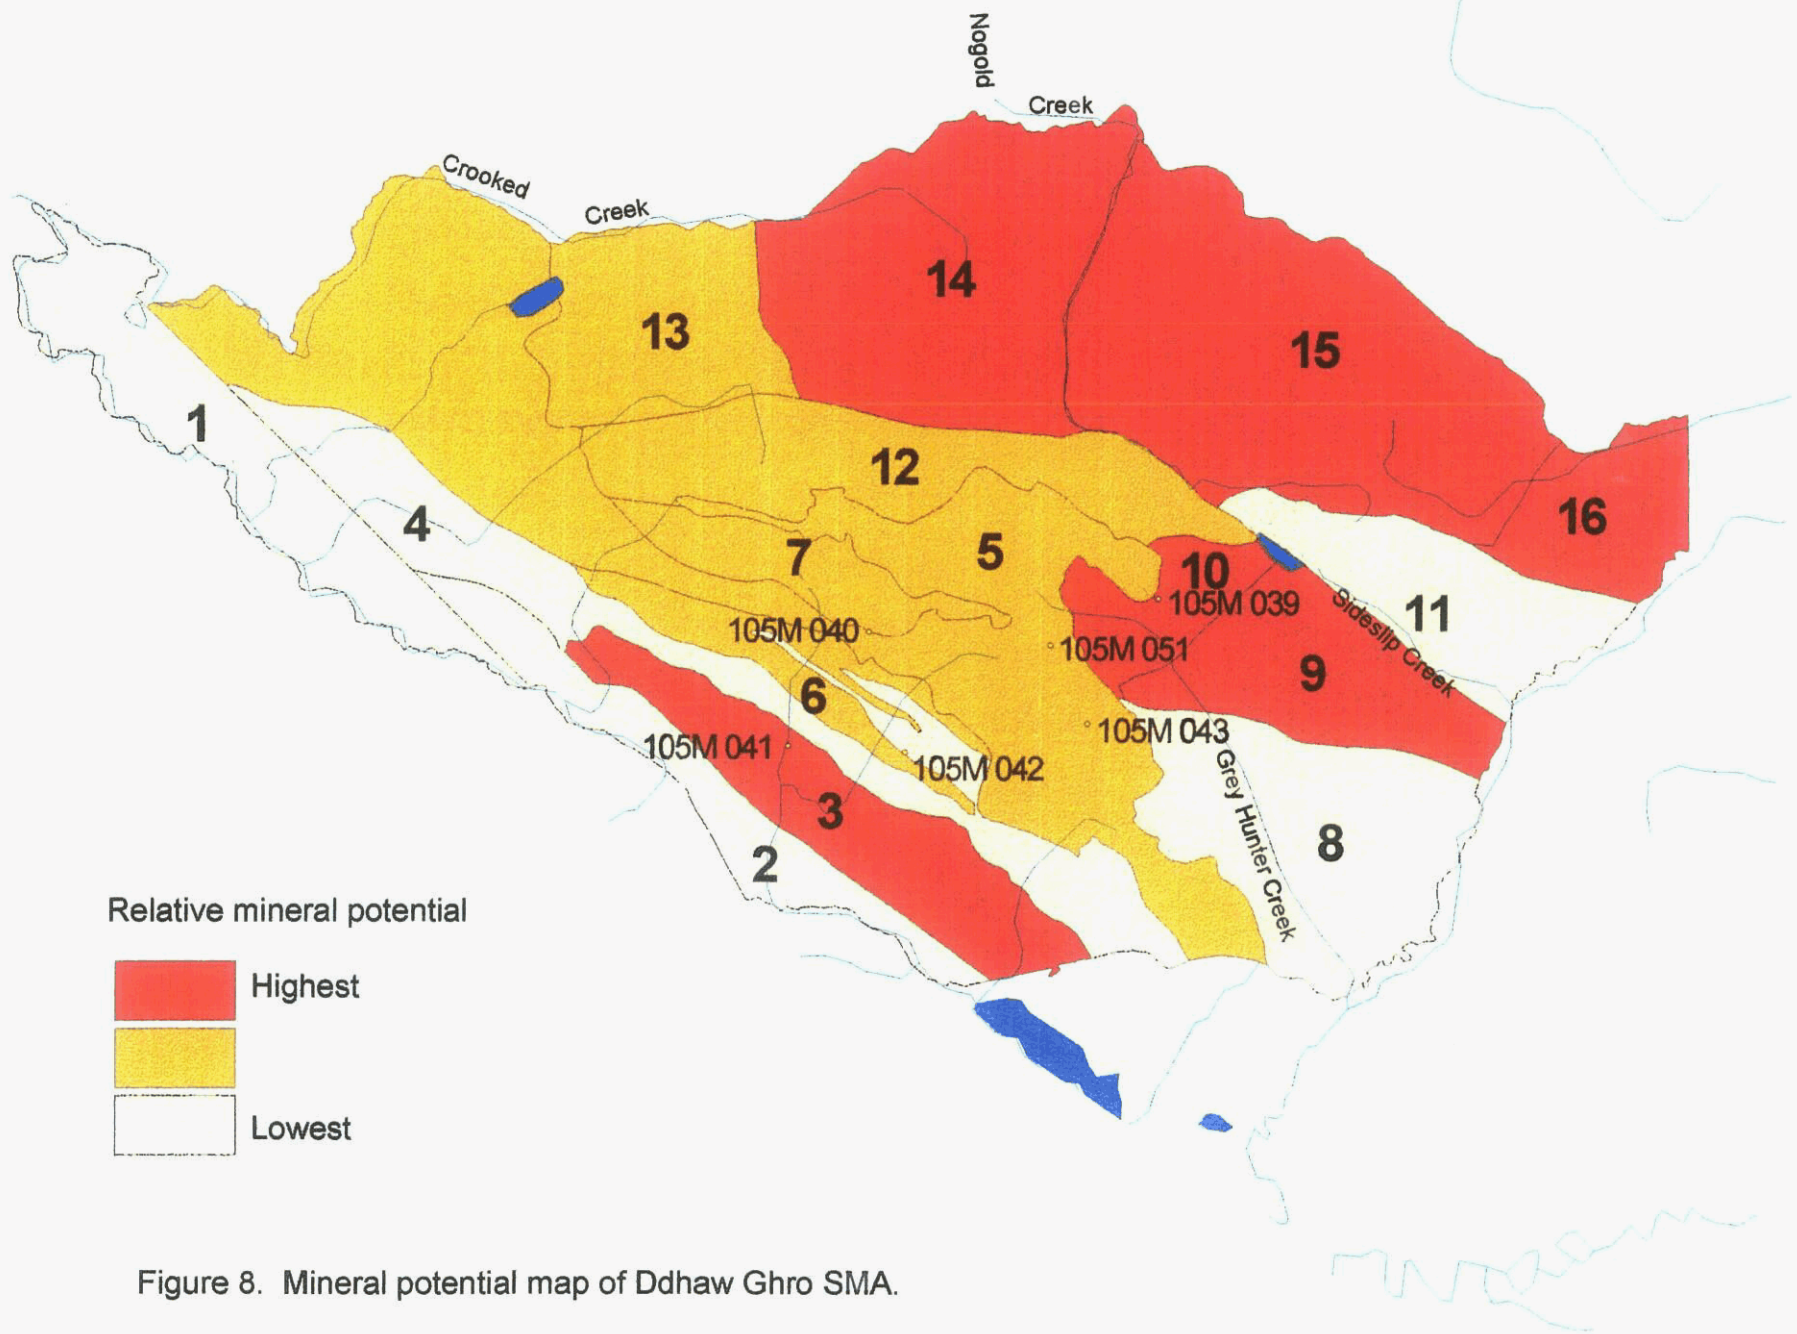 Nogold
Creek
Crooked
Creek
14
13
15
1
12
4
16
7
5
10
105M 039
11
Sideslip Creek
105M 040
105M 051
9
6
105M 043
105M 041
105M 042
Grey Hunter Creek
3
8
2
Relative mineral potential
Highest
Lowest
Figure 8. Mineral potential map of Ddhaw Ghro SMA.